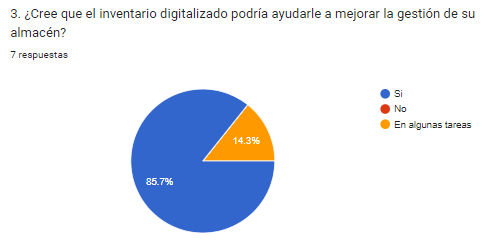 3. ¿Cree que el inventario digitalizado podría ayudarle a mejorar la gestión de su
almacén?
7 respuestas
Si
No
En algunas tareas
14.3%
85.7%